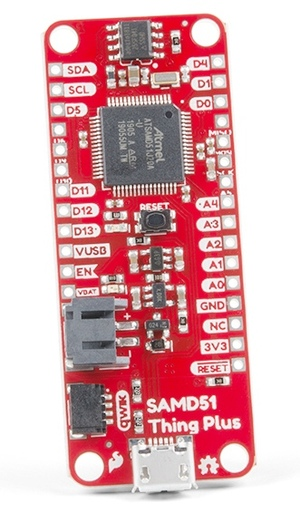 SDA
SCL
D5
D4
D1
D0
Atmel
ATSAMD51J20A
-U
RESET
D11
D12
D13
VUSB
EN
VBAT
A4
A3
A2
A1
A0
GND
NC
3V3
RESET
+
qwiic
SAMD51
Thing Plus